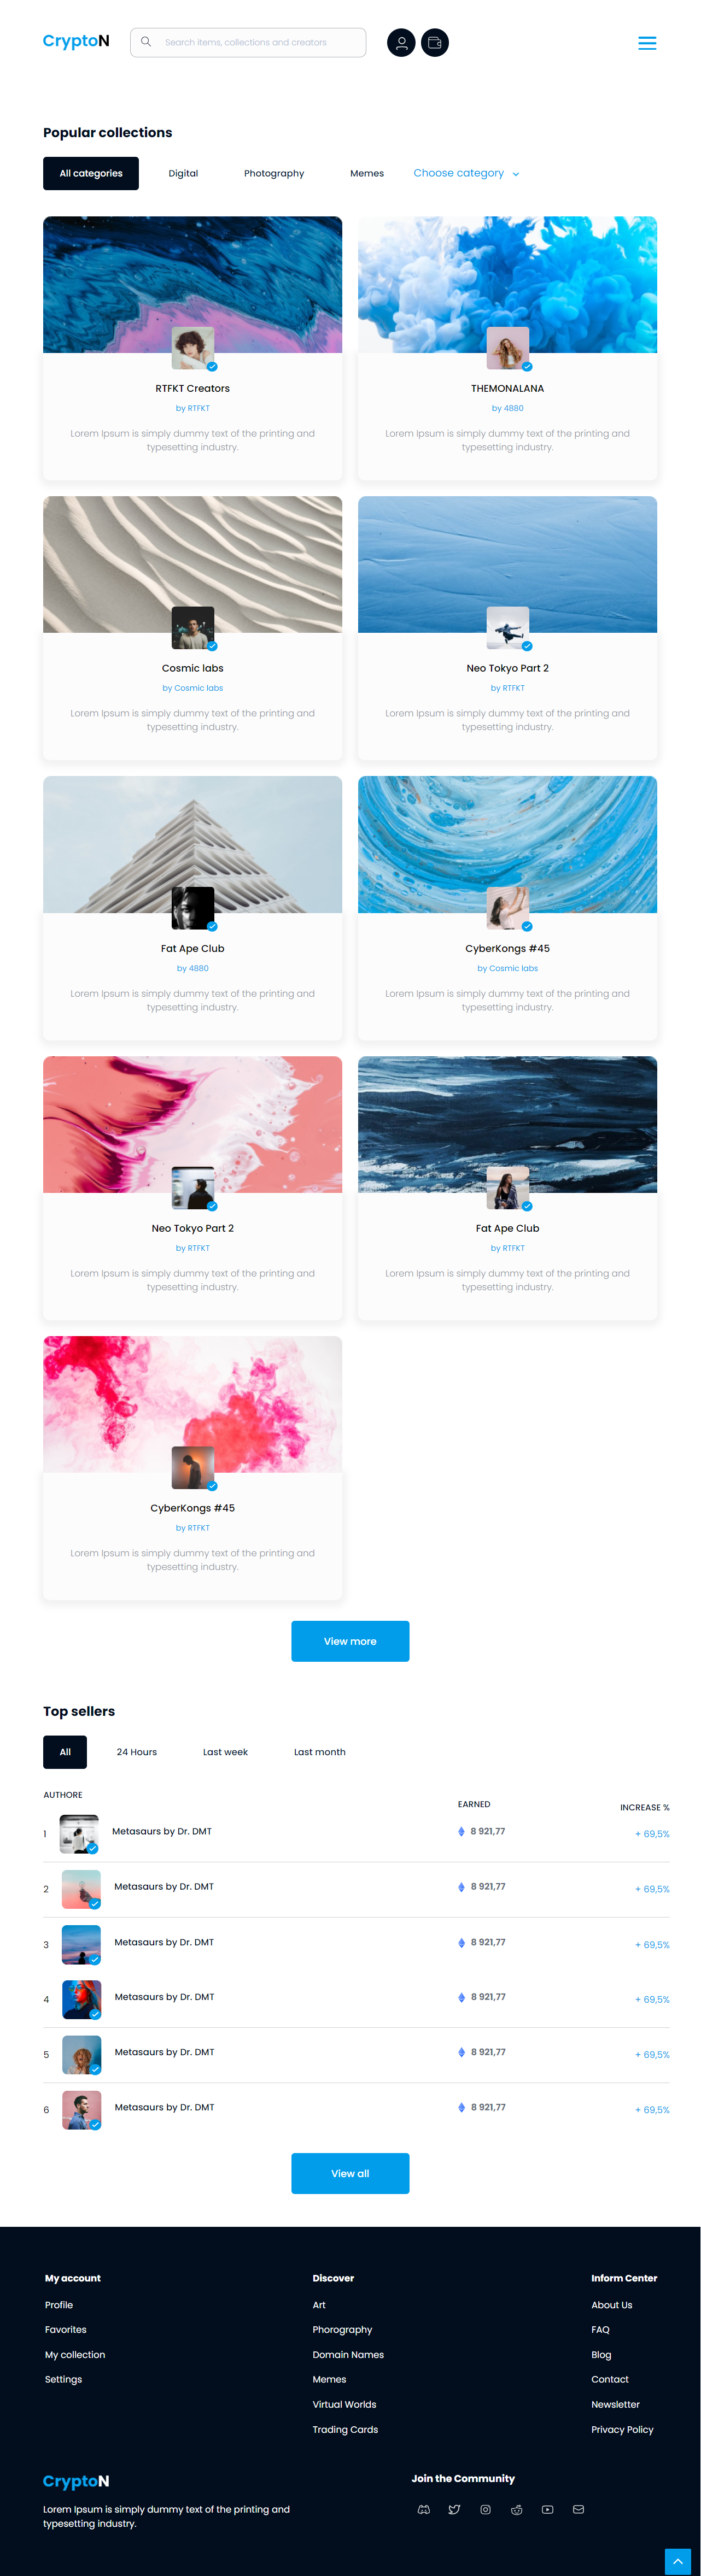 CryptoN
Search items, collections and creators
Popular collections
All categories
Digital
Photography
Memes
Choose category
RTFKT Creators
by RTFKT
Lorem Ipsum is simply dummy text of the printing and
typesetting industry.
THEMONALANA
by 4880
Lorem Ipsum is simply dummy text of the printing and
typesetting industry.
Cosmic labs
by Cosmic labs
Lorem Ipsum is simply dummy text of the printing and
typesetting industry.
Neo Tokyo Part 2
by RTFKT
Lorem Ipsum is simply dummy text of the printing and
typesetting industry.
Fat Ape Club
by 4880
Lorem Ipsum is simply dummy text of the printing and
typesetting industry.
CyberKongs #45
by Cosmic labs
Lorem Ipsum is simply dummy text of the printing and
typesetting industry.
Neo Tokyo Part 2
by RTFKT
Lorem Ipsum is simply dummy text of the printing and
typesetting industry.
Fat Ape Club
by RTFKT
Lorem Ipsum is simply dummy text of the printing and
typesetting industry.
CyberKongs #45
by RTFKT
Lorem Ipsum is simply dummy text of the printing and
typesetting industry.
View more
Top sellers
All
24 Hours
Last week
Last month
AUTHORE
EARNED
INCREASE %
1 Metasaurs by Dr. DMT 8 921,77 + 69,5%
2 Metasaurs by Dr. DMT 8 921,77 + 69,5%
3 Metasaurs by Dr. DMT 8 921,77 + 69,5%
4 Metasaurs by Dr. DMT 8 921,77 + 69,5%
5 Metasaurs by Dr. DMT 8 921,77 + 69,5%
6 Metasaurs by Dr. DMT 8 921,77 + 69,5%
View all
My account
Profile
Favorites
My collection
Settings
Discover
Art
Phorography
Domain Names
Memes
Virtual Worlds
Trading Cards
Inform Center
About Us
FAQ
Blog
Contact
Newsletter
Privacy Policy
CryptoN
Lorem Ipsum is simply dummy text of the printing and
typesetting industry.
Join the Community